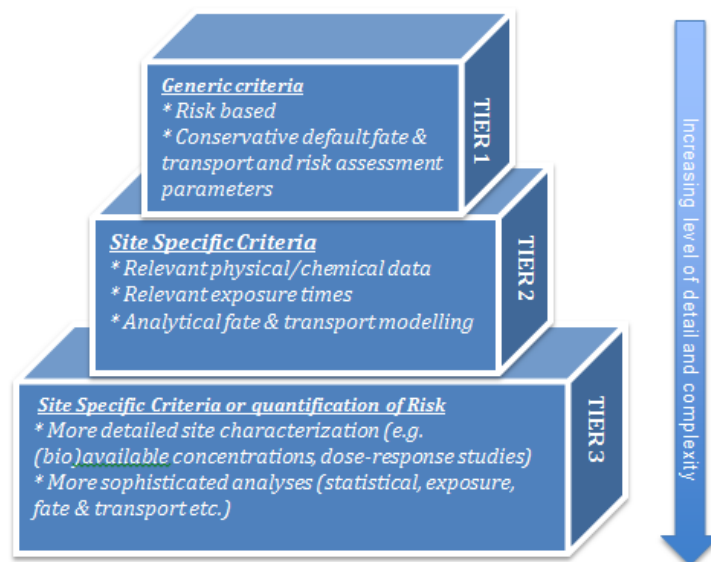 Generic criteria
* Risk based
* Conservative default fate &
transport and risk assessment
parameters
TIER 1
Site Specific Criteria
* Relevant physical/chemical data
* Relevant exposure times
* Analytical fate & transport modelling
TIER 2
Site Specific Criteria or quantification of Risk
* More detailed site characterization (e.g.
(bio)available concentrations, dose-response studies)
* More sophisticated analyses (statistical, exposure,
fate & transport etc.)
TIER 3
Increasing level of detail and complexity